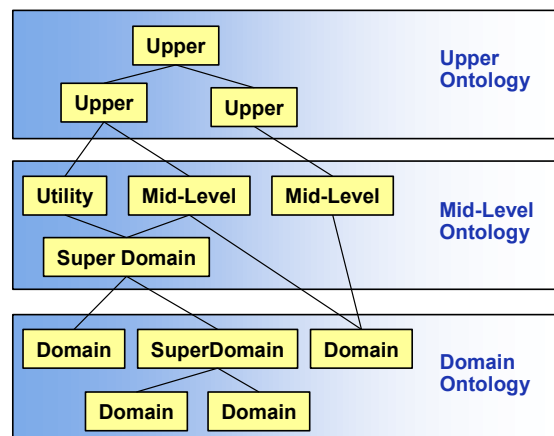 Upper
Upper
Upper
Upper
Ontology
Utility
Mid-Level
Mid-Level
Super Domain
Mid-Level
Ontology
Domain
SuperDomain
Domain
Domain
Domain
Domain
Ontology